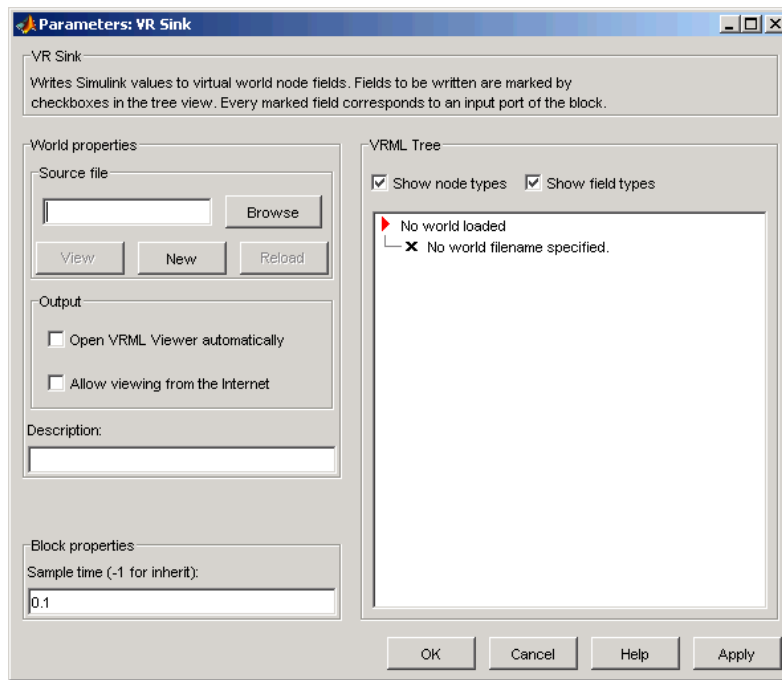 Parameters: VR Sink
VR Sink
Writes Simulink values to virtual world node fields. Fields to be written are marked by
checkboxes in the tree view. Every marked field corresponds to an input port of the block.
World properties
Source file
Browse
View New Reload
Output
Open VRML Viewer automatically
Allow viewing from the Internet
Description:
Block properties
Sample time (-1 for inherit):
0.1
VRML Tree
Show node types Show field types
No world loaded
No world filename specified.
OK Cancel Help Apply